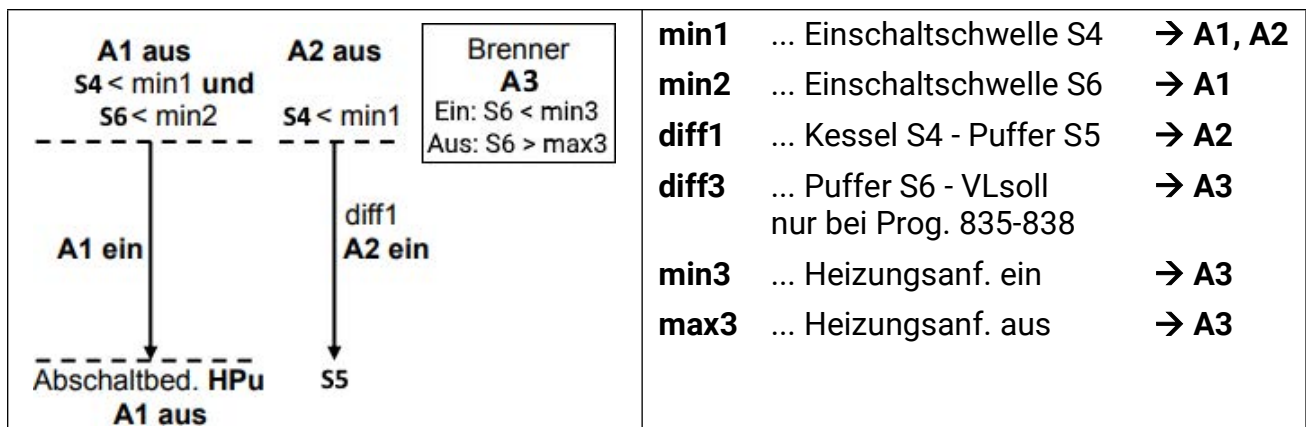 A1 aus
S4 < min1 und
S6 < min2
A1 ein
Abschaltbed. HPu
A1 aus
A2 aus
S4 < min1
diff1
A2 ein
S5
Brenner
A3
Ein: S6 < min3
Aus: S6 > max3
min1 ... Einschaltschwelle S4 → A1, A2
min2 ... Einschaltschwelle S6 → A1
diff1 ... Kessel S4 - Puffer S5 → A2
diff3 ... Puffer S6 - VLsoll → A3
nur bei Prog. 835-838
min3 ... Heizungsanf. ein → A3
max3 ... Heizungsanf. aus → A3